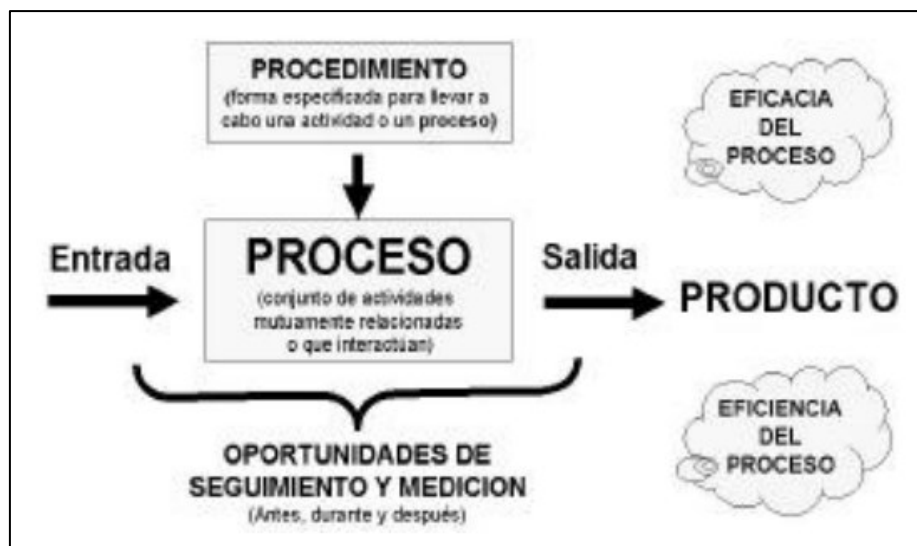 PROCEDIMIENTO
(forma especificada para llevar a
cabo una actividad o un proceso)
EFICACIA
DEL
PROCESO
Entrada
PROCESO
(conjunto de actividades
mutuamente relacionadas
o que interactúan)
Salida
PRODUCTO
OPORTUNIDADES DE
SEGUIMIENTO Y MEDICION
(Antes, durante y después)
EFICIENCIA
DEL
PROCESO